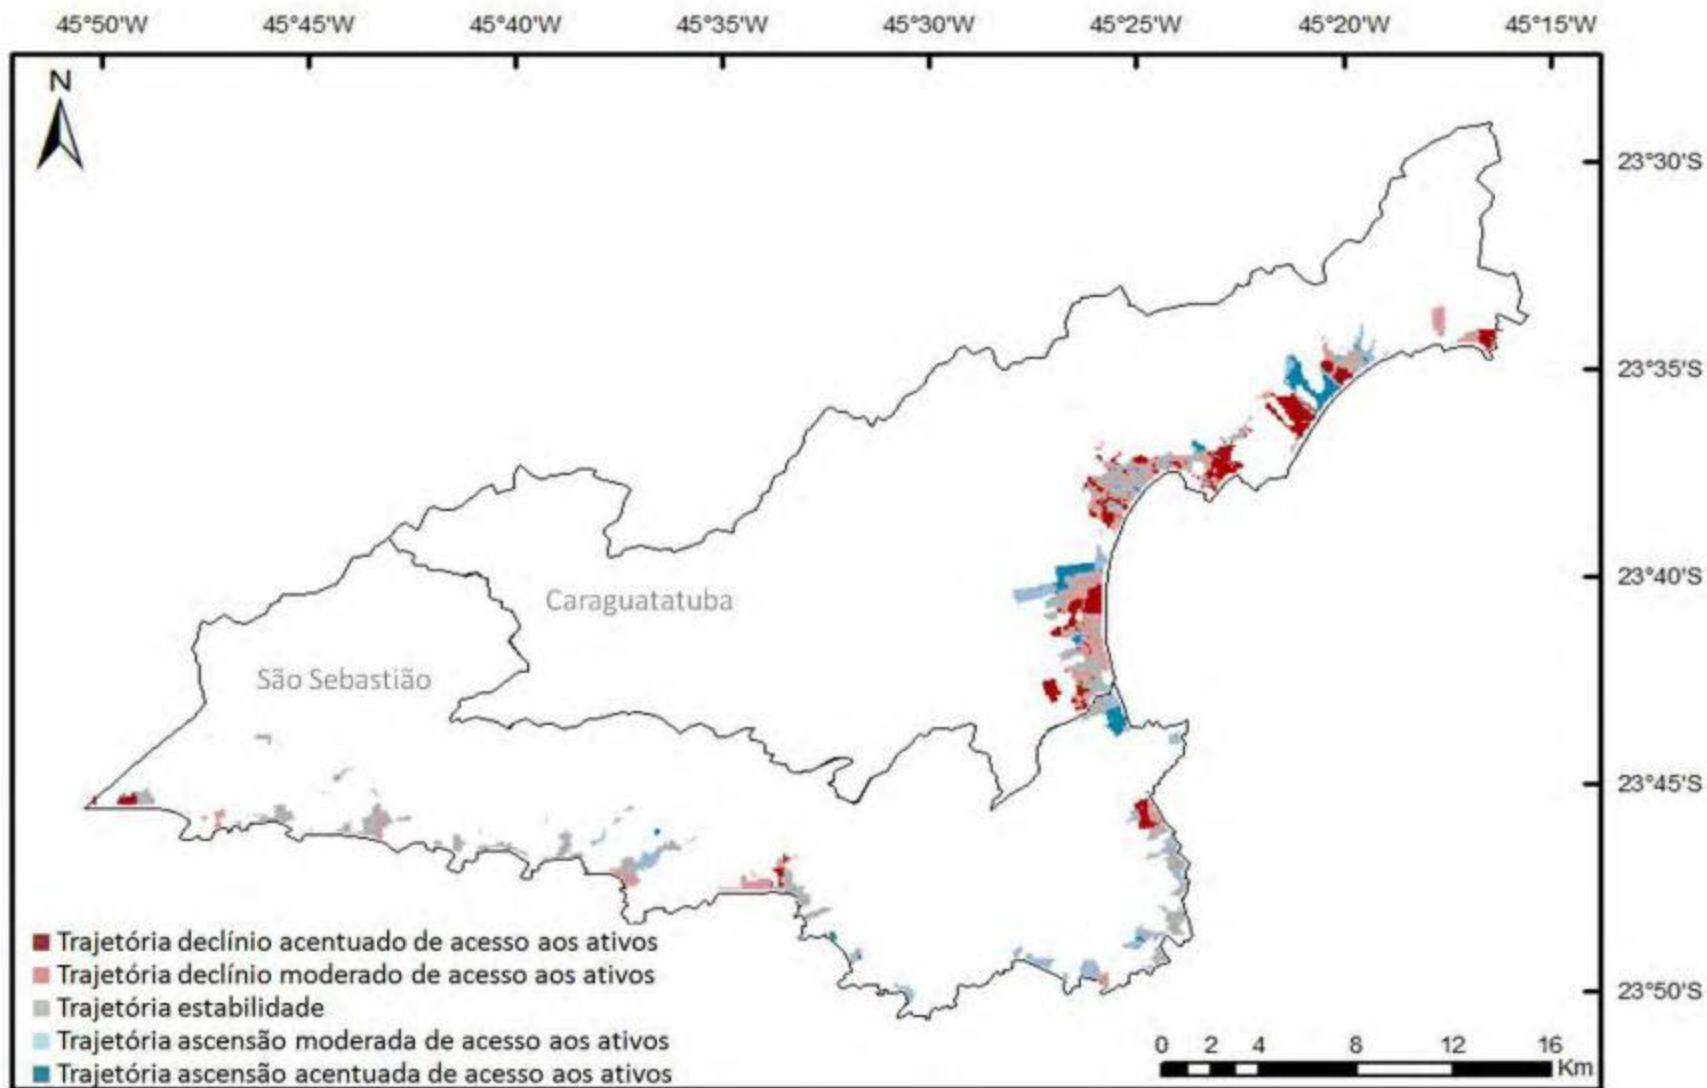 45°50'W 45°45'W 45°40'W 45°35'W 45°30'W 45°25'W 45°20'W 45°15'W
N
23°30'S
23°35'S
23°40'S
Caraguatatuba
São Sebastião
23°45'S
Trajetória declínio acentuado de acesso aos ativos
Trajetória declínio moderado de acesso aos ativos
23°50'S
Trajetória estabilidade
Trajetória ascensão moderada de acesso aos ativos
0 2 4 8 12 16
Km
Trajetória ascensão acentuada de acesso aos ativos